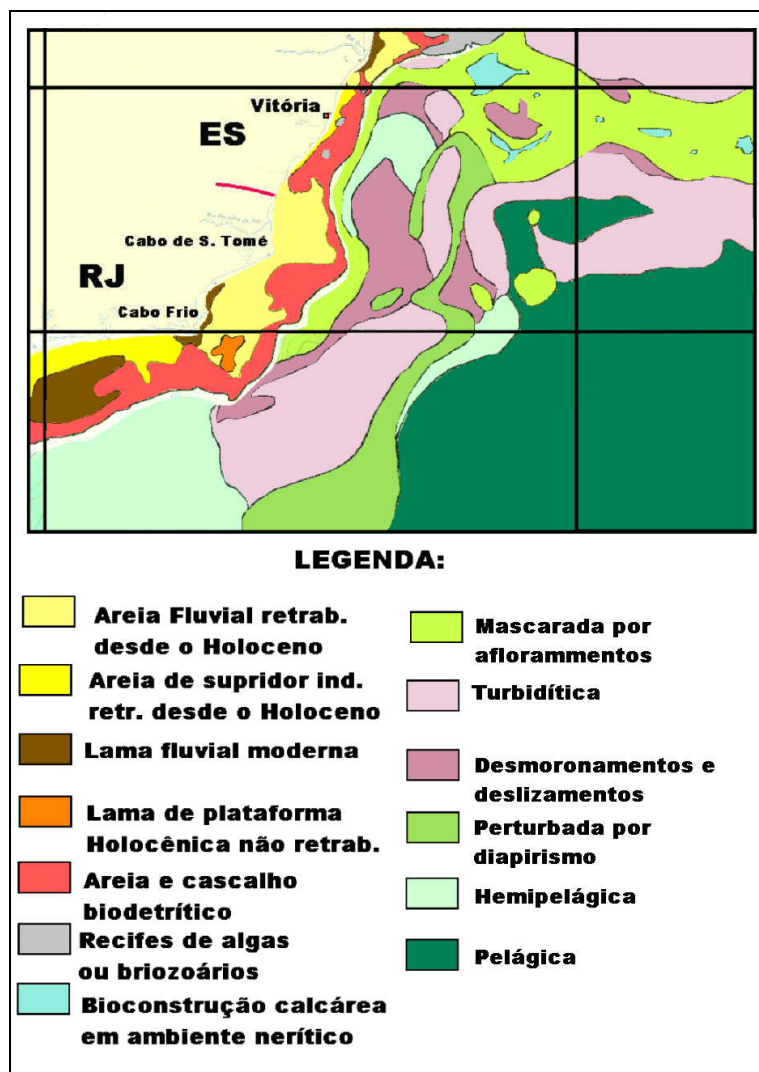 Vitória
ES
Cabo de S. Tomé
RJ
Cabo Frio
LEGENDA:
Areia Fluvial retrab.
desde o Holoceno
Areia de supridor ind.
retr. desde o Holoceno
Lama fluvial moderna
Lama de plataforma
Holocênica não retrab.
Areia e cascalho
biodetrítico
Recifes de algas
ou briozoários
Bioconstrução calcárea
em ambiente nerítico
Mascarada por
aflorammentos
Turbidítica
Desmoronamentos e
deslizamentos
Perturbada por
diapirismo
Hemipelágica
Pelágica